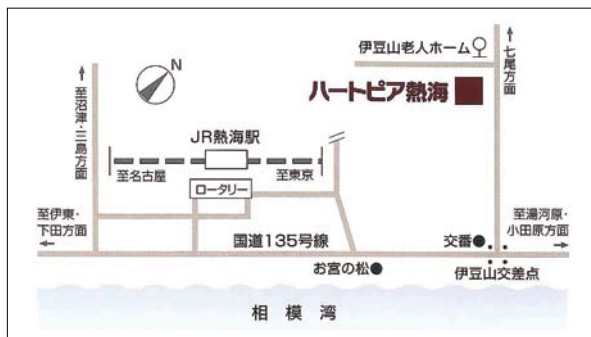 伊豆山老人ホーム
至七尾方面
N
ハートピア熱海
至沼津・三島方面
JR熱海駅
至名古屋
至東京
ロータリー
至伊東・
下田方面
国道135号線
交番
至湯河原・
小田原方面
お宮の松
伊豆山交差点
相模湾